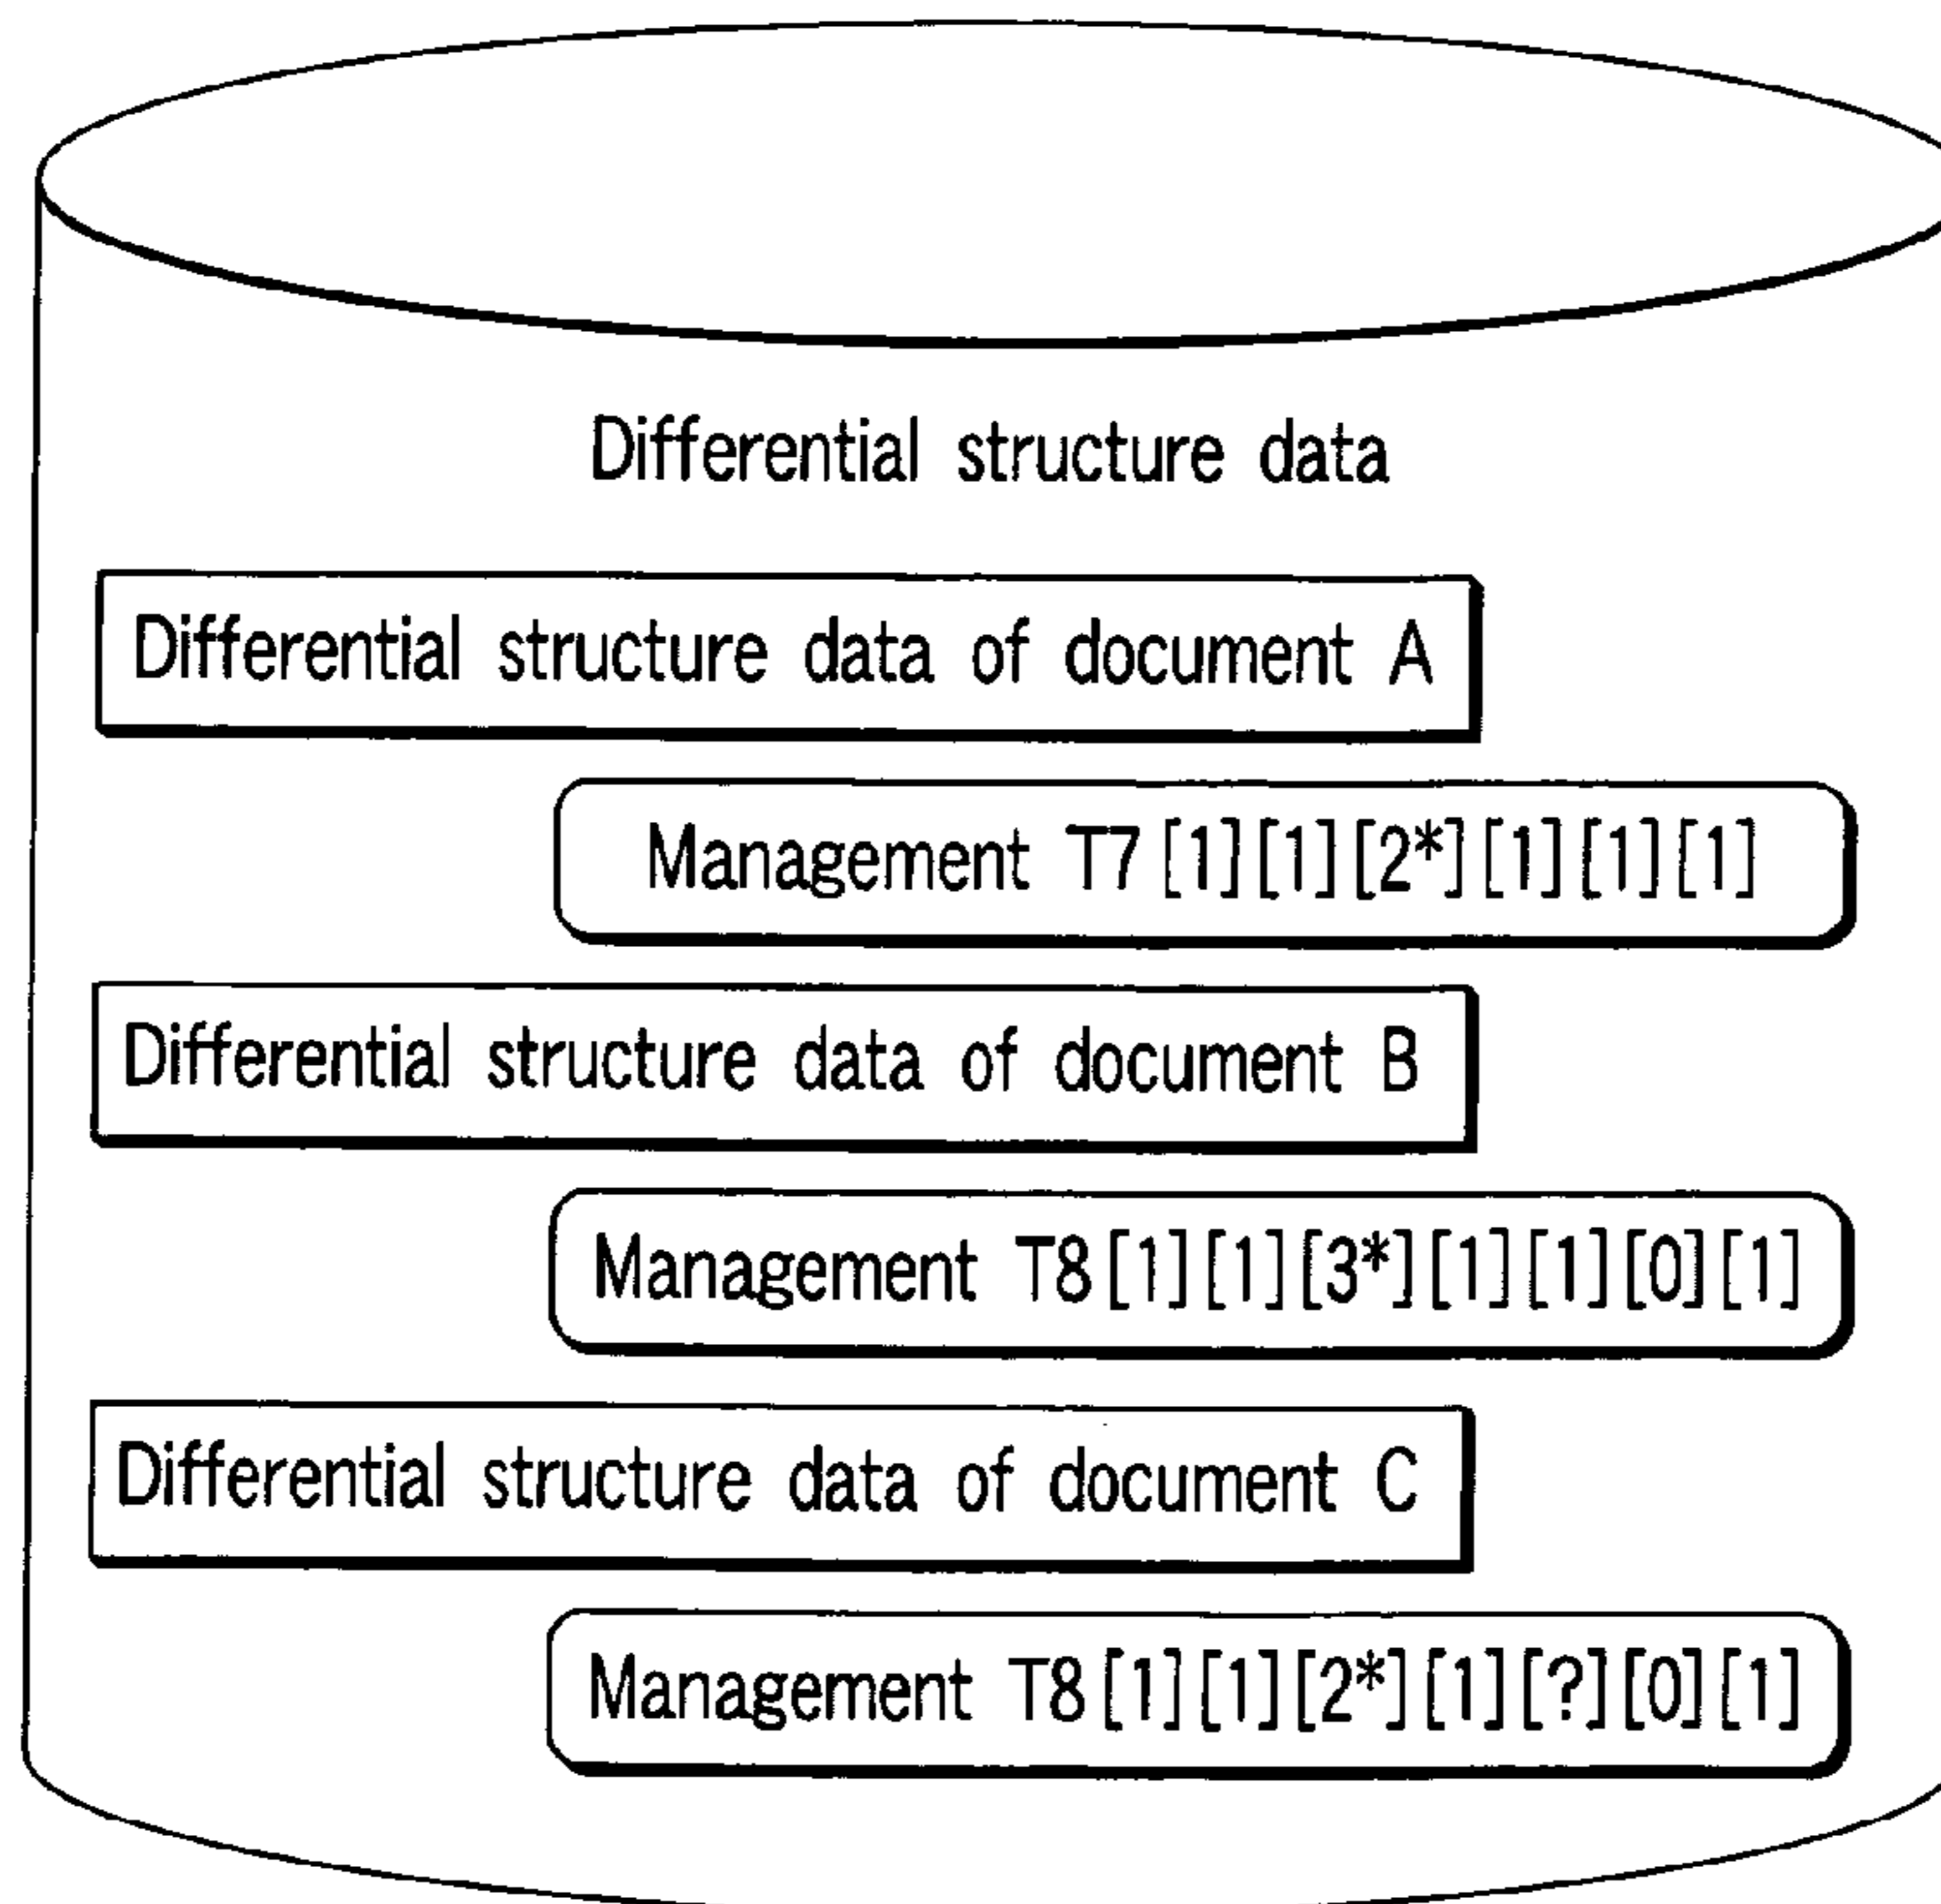 Differential structure data
Differential structure data of document A
Management T7[1][1][2*][1][1][1]
Differential structure data of document B
Management T8[1][1][3*][1][1][0][1]
Differential structure data of document C
Management T8[1][1][2*][1][?][0][1]